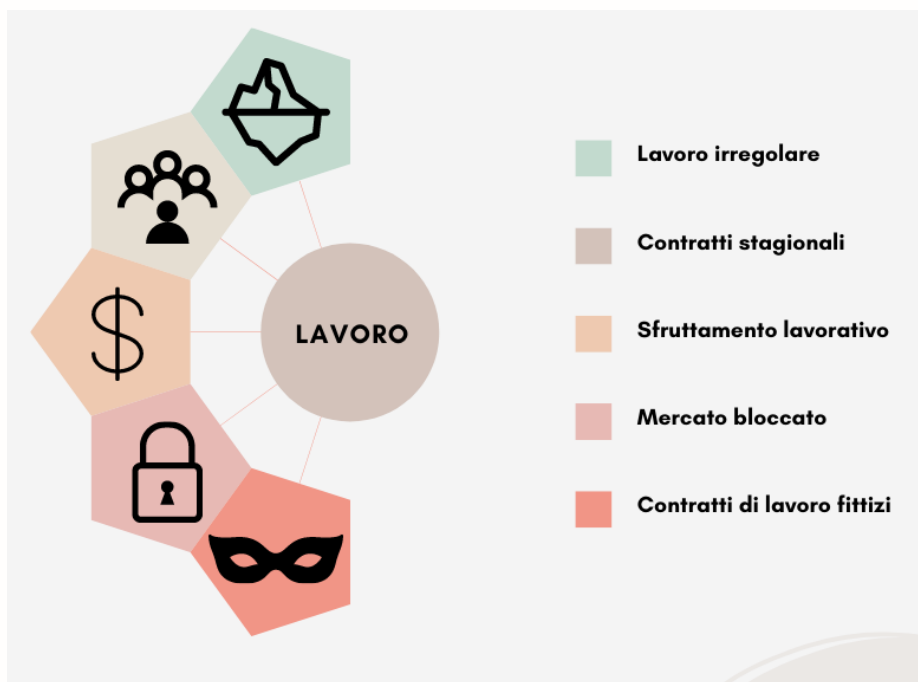 LAVORO
Lavoro irregolare
Contratti stagionali
Sfruttamento lavorativo
Mercato bloccato
Contratti di lavoro fittizi